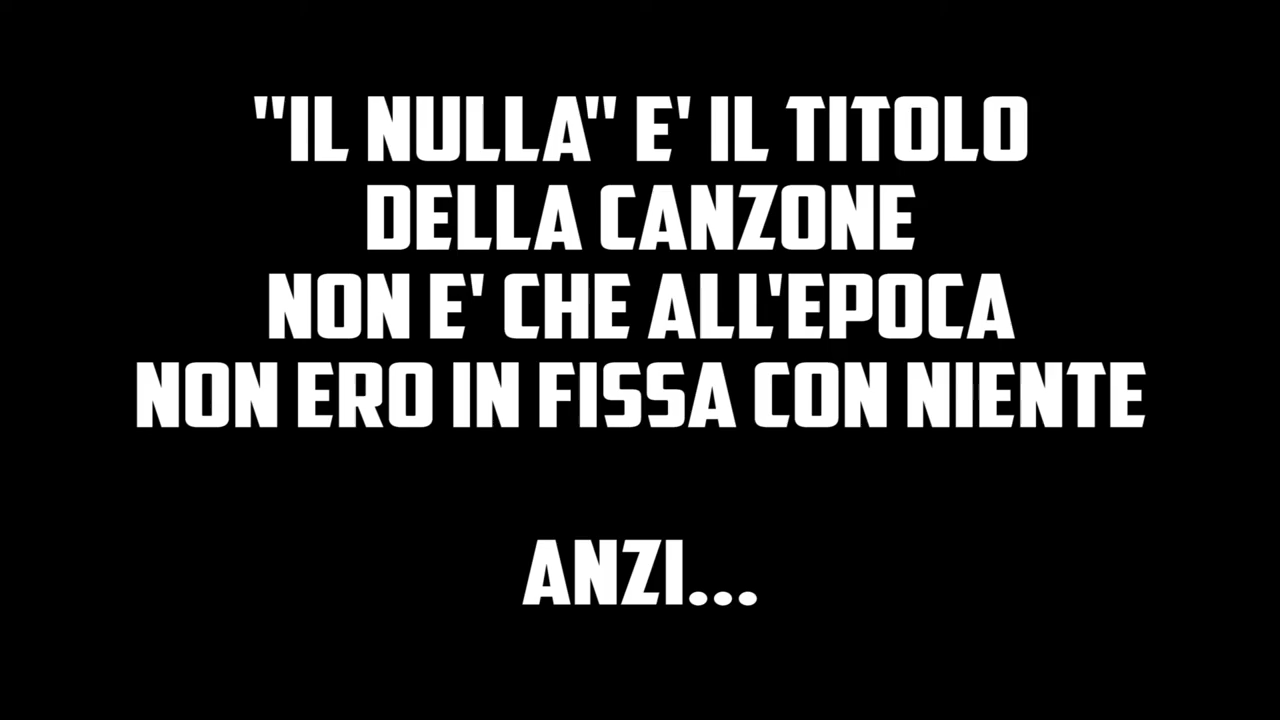 "IL NULLA" E' IL TITOLO
DELLA CANZONE
NON E' CHE ALL'EPOCA
NON ERO IN FISSA CON NIENTE
ANZI...